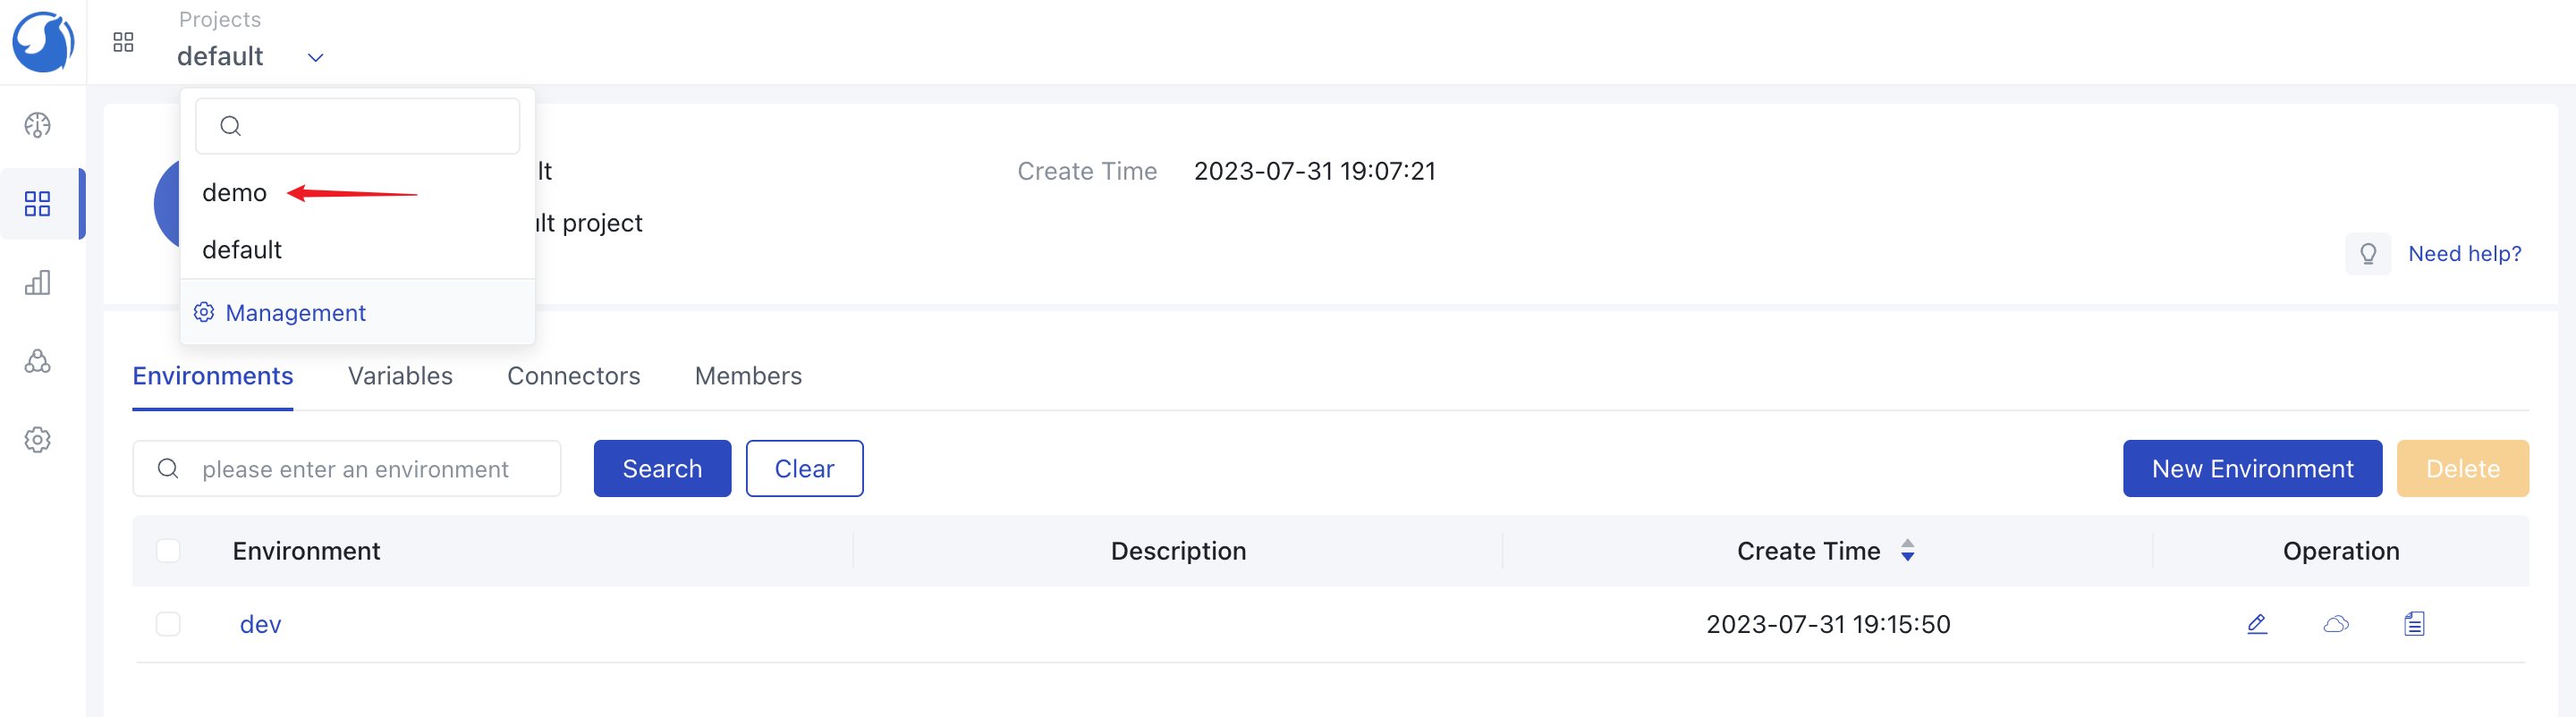 Projects
default
demo
default
Management
lt
ult project
Create Time 2023-07-31 19:07:21
Need help?
Environments Variables Connectors Members
please enter an environment Search Clear New Environment Delete
Environment Description Create Time Operation
dev 2023-07-31 19:15:50